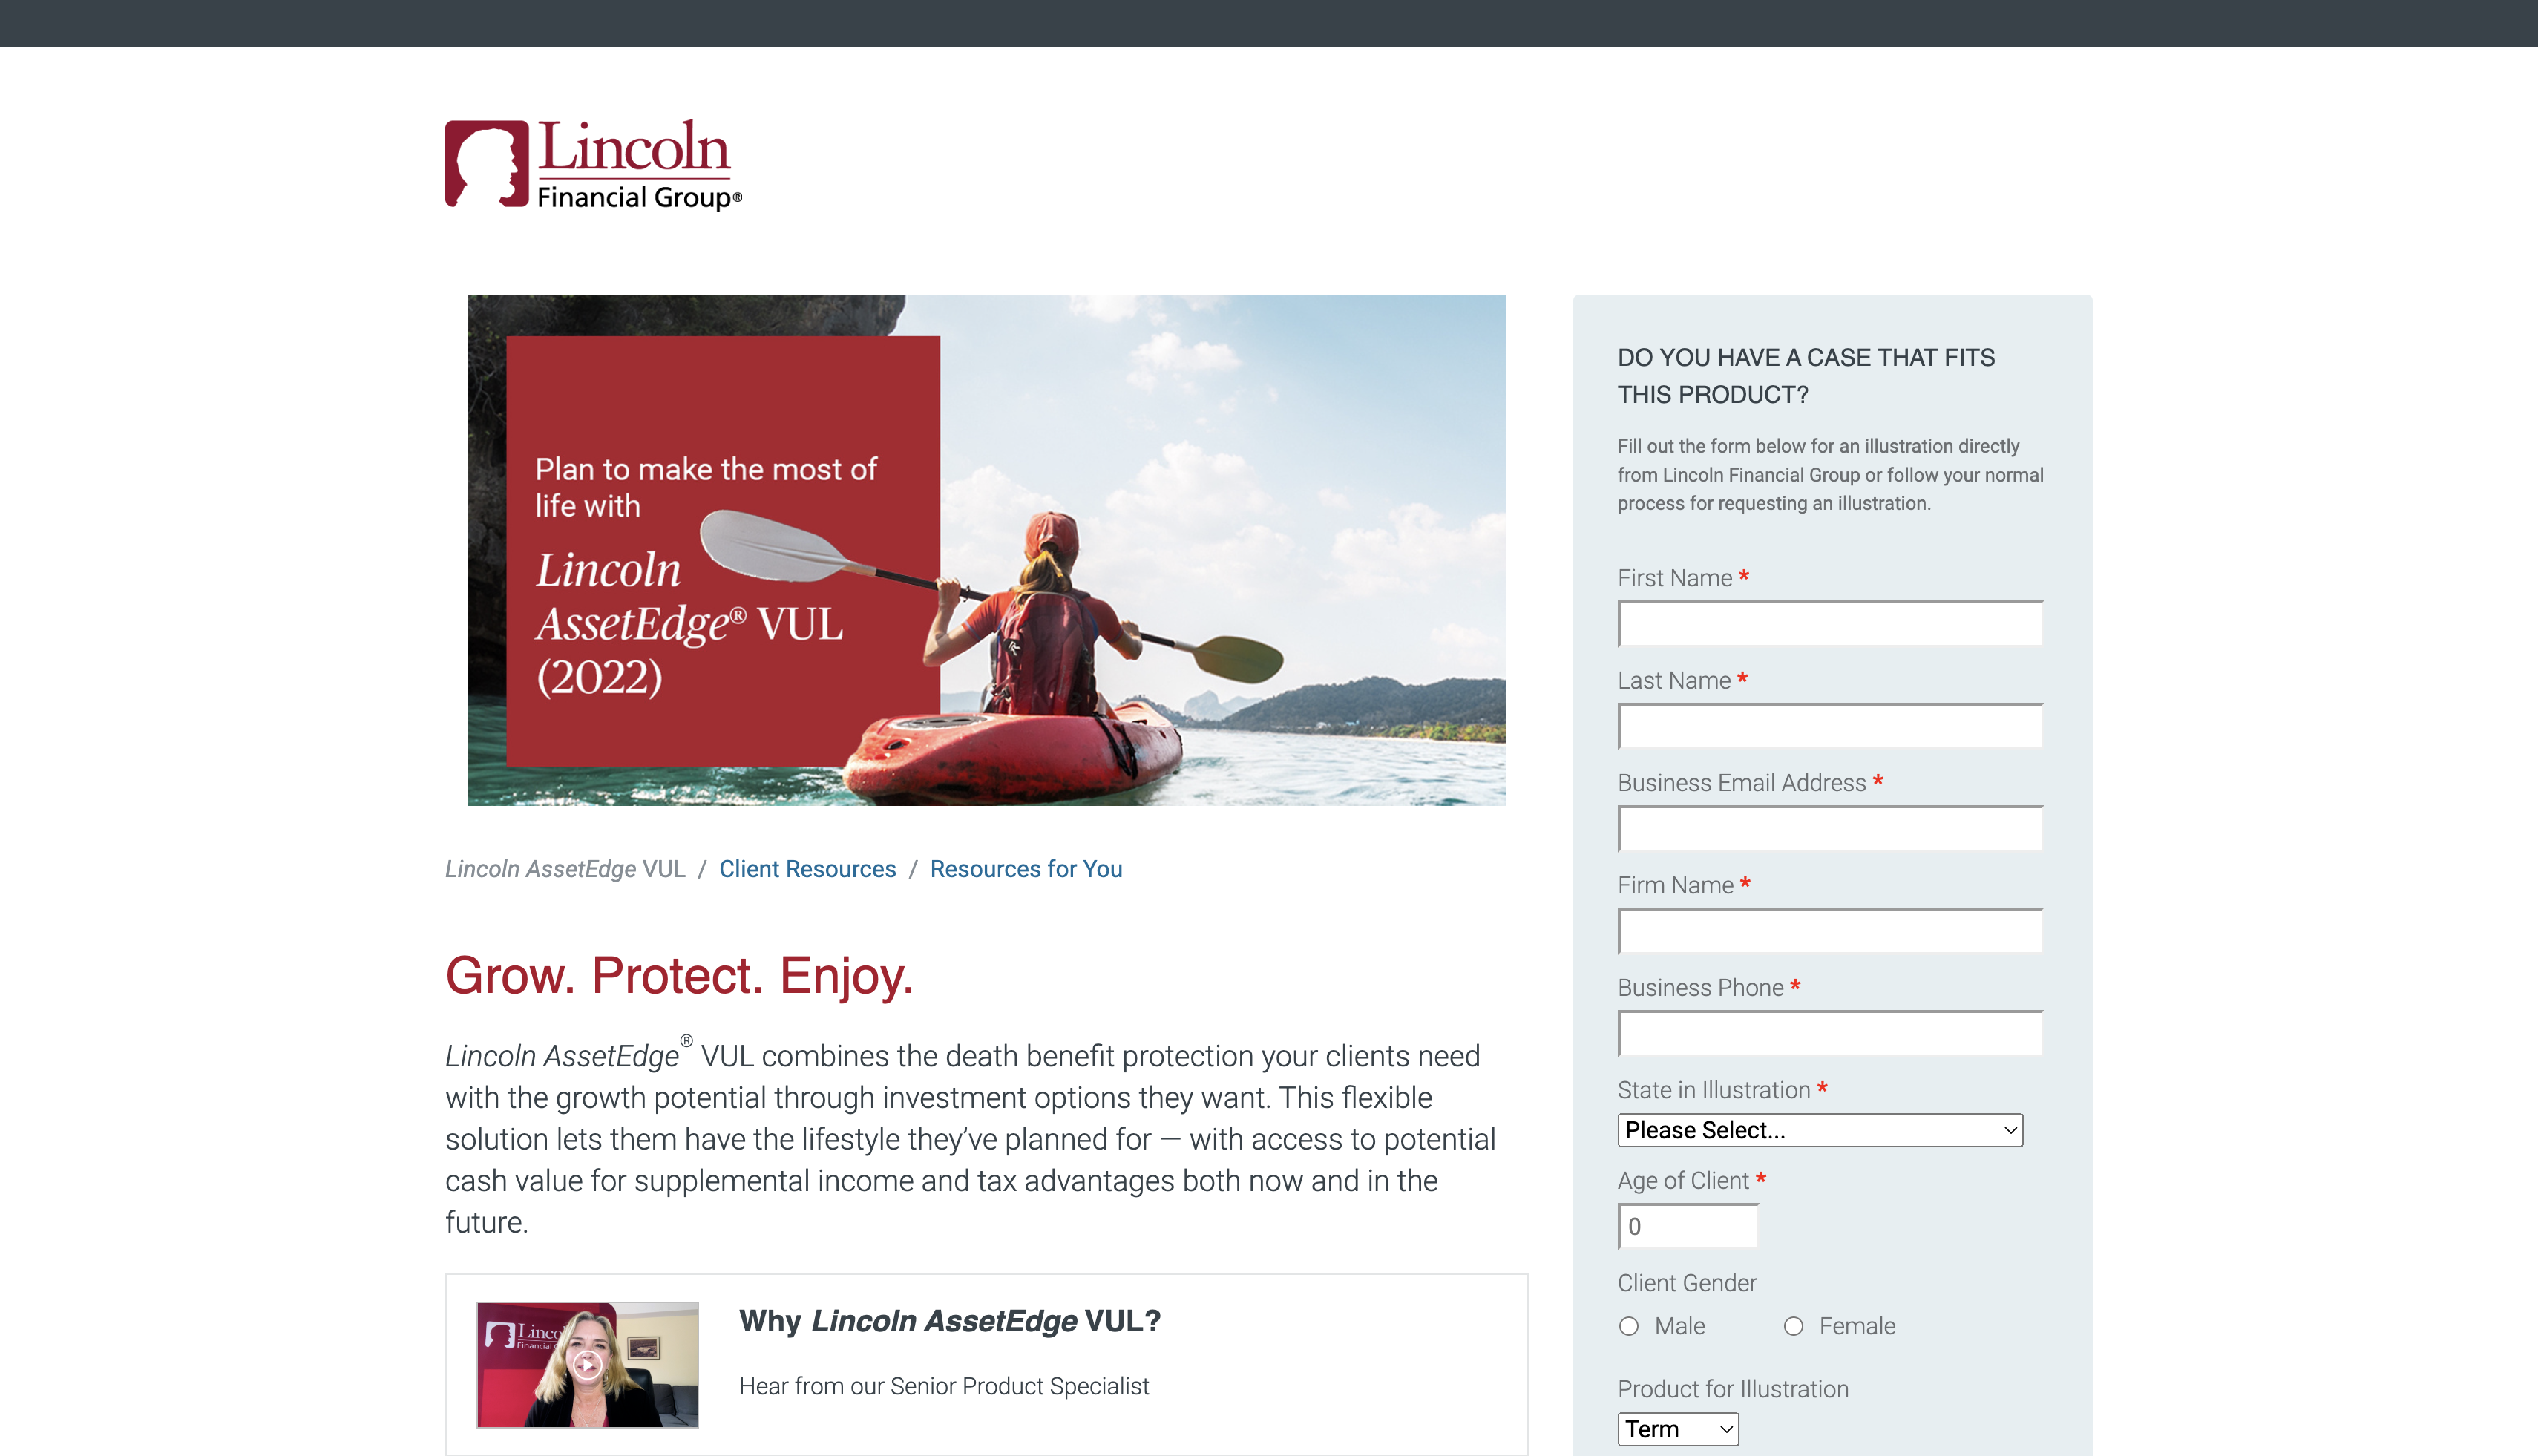 Lincoln
Financial Group®
Plan to make the most of
life with
Lincoln
AssetEdge® VUL
(2022)
Lincoln AssetEdge VUL / Client Resources / Resources for You
Grow. Protect. Enjoy.
Lincoln AssetEdge® VUL combines the death benefit protection your clients need
with the growth potential through investment options they want. This flexible
solution lets them have the lifestyle they’ve planned for — with access to potential
cash value for supplemental income and tax advantages both now and in the
future.
Why Lincoln AssetEdge VUL?
Hear from our Senior Product Specialist
DO YOU HAVE A CASE THAT FITS
THIS PRODUCT?
Fill out the form below for an illustration directly
from Lincoln Financial Group or follow your normal
process for requesting an illustration.
First Name *
Last Name *
Business Email Address *
Firm Name *
Business Phone *
State in Illustration *
Please Select...
Age of Client *
0
Client Gender
Male Female
Product for Illustration
Term